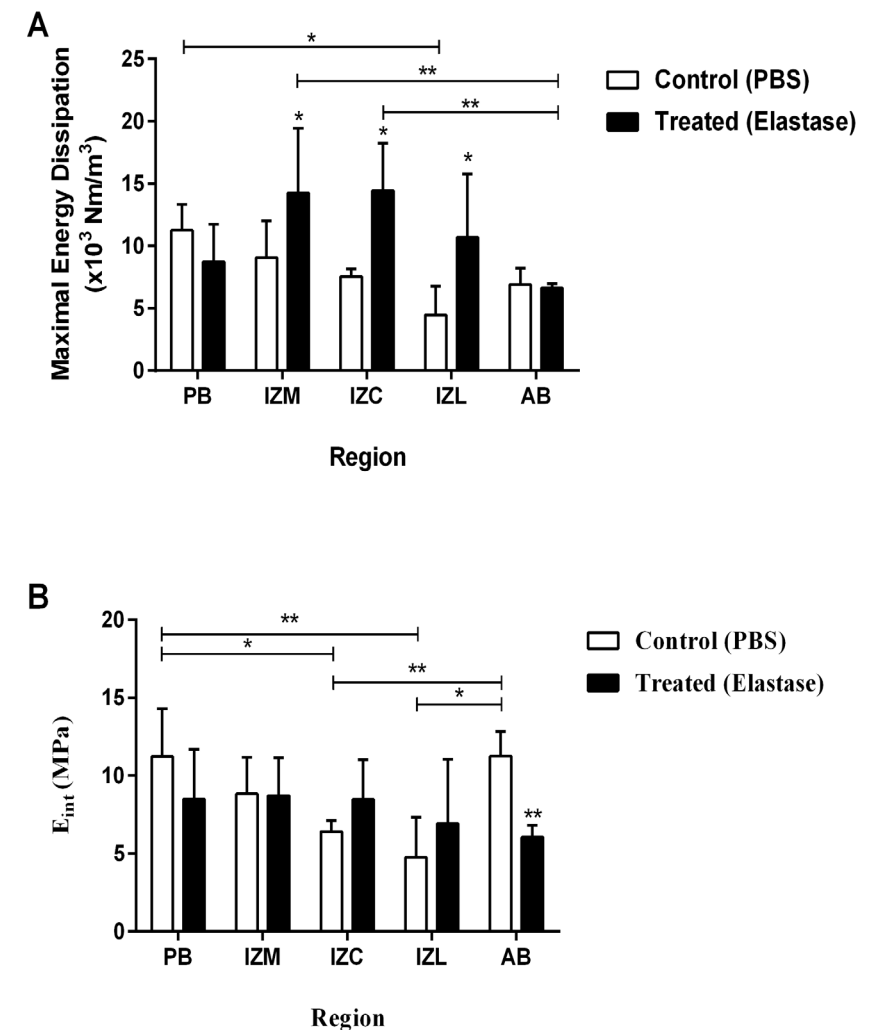 A
*
25
**
Control (PBS)
20
**
Treated (Elastase)
* * *
15
10
5
0
Maximal Energy Dissipation
(x10³ Nm/m³)
PB IZM IZC IZL AB
Region
B
20
**
Control (PBS)
*
**
Treated (Elastase)
15
*
10
**
5
0
E_int (MPa)
PB IZM IZC IZL AB
Region